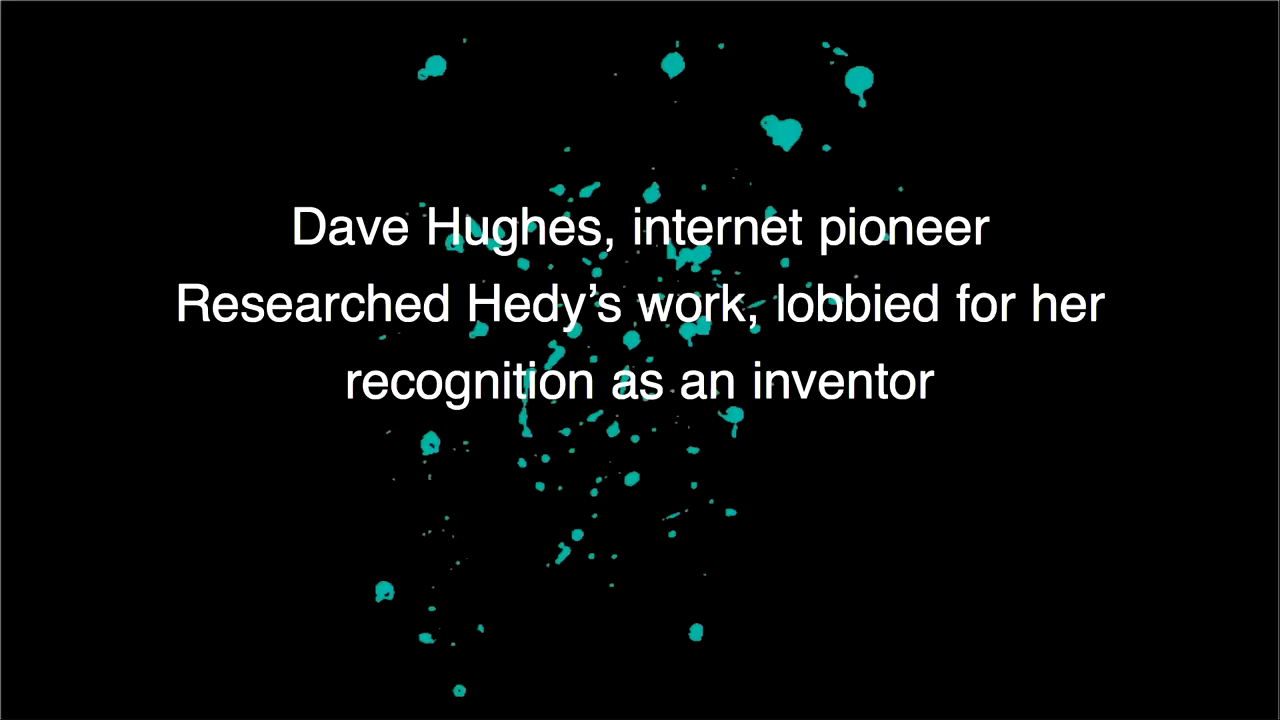 Dave Hughes, internet pioneer
Researched Hedy’s work, lobbied for her
recognition as an inventor